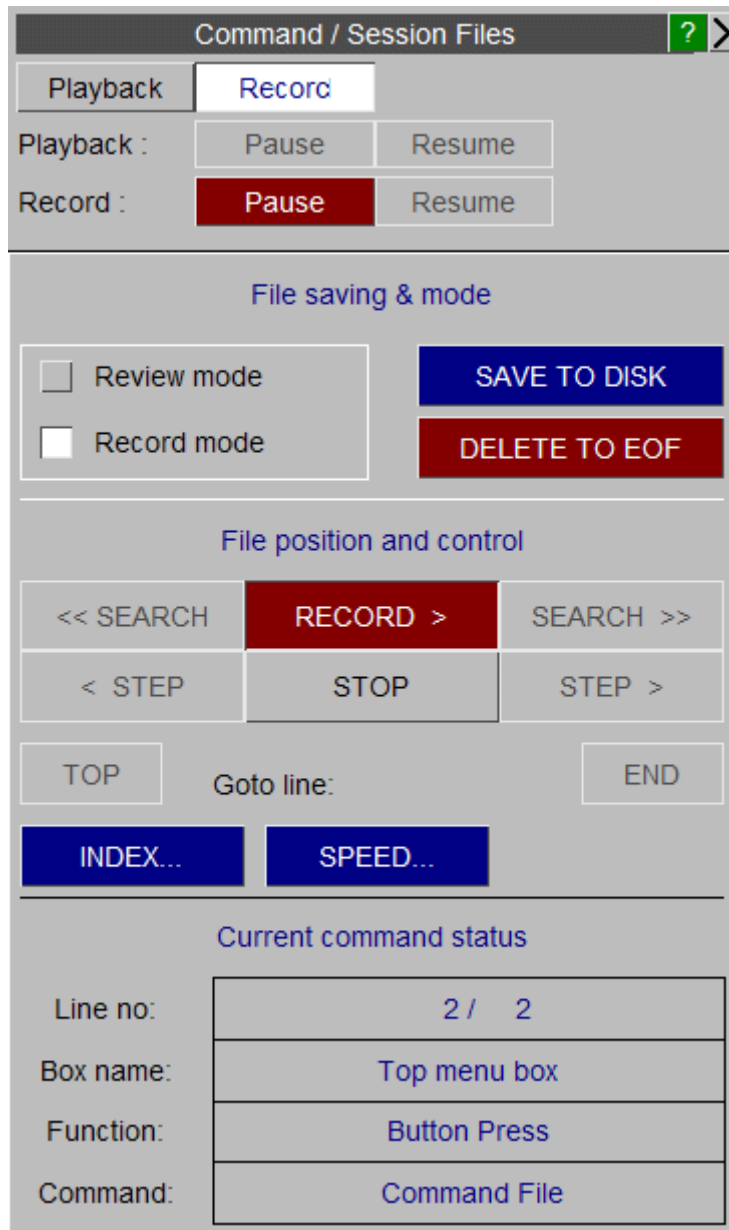 Command / Session Files ?
Playback Record
Playback : Pause Resume
Record : Pause Resume
File saving & mode
Review mode SAVE TO DISK
Record mode DELETE TO EOF
File position and control
<< SEARCH RECORD > SEARCH >>
< STEP STOP STEP >
TOP Goto line: END
INDEX... SPEED...
Current command status
Line no: 2 / 2
Box name: Top menu box
Function: Button Press
Command: Command File